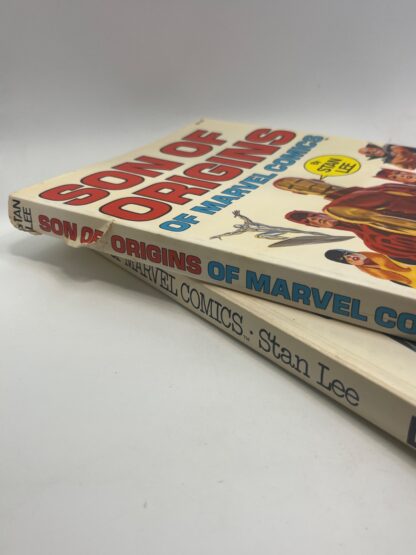 SON OF
ORIGINS
OF MARVEL COMICS
By
STAN
LEE
STAN
LEE
SON OF ORIGINS OF MARVEL CO
MARVEL COMICS · Stan Lee